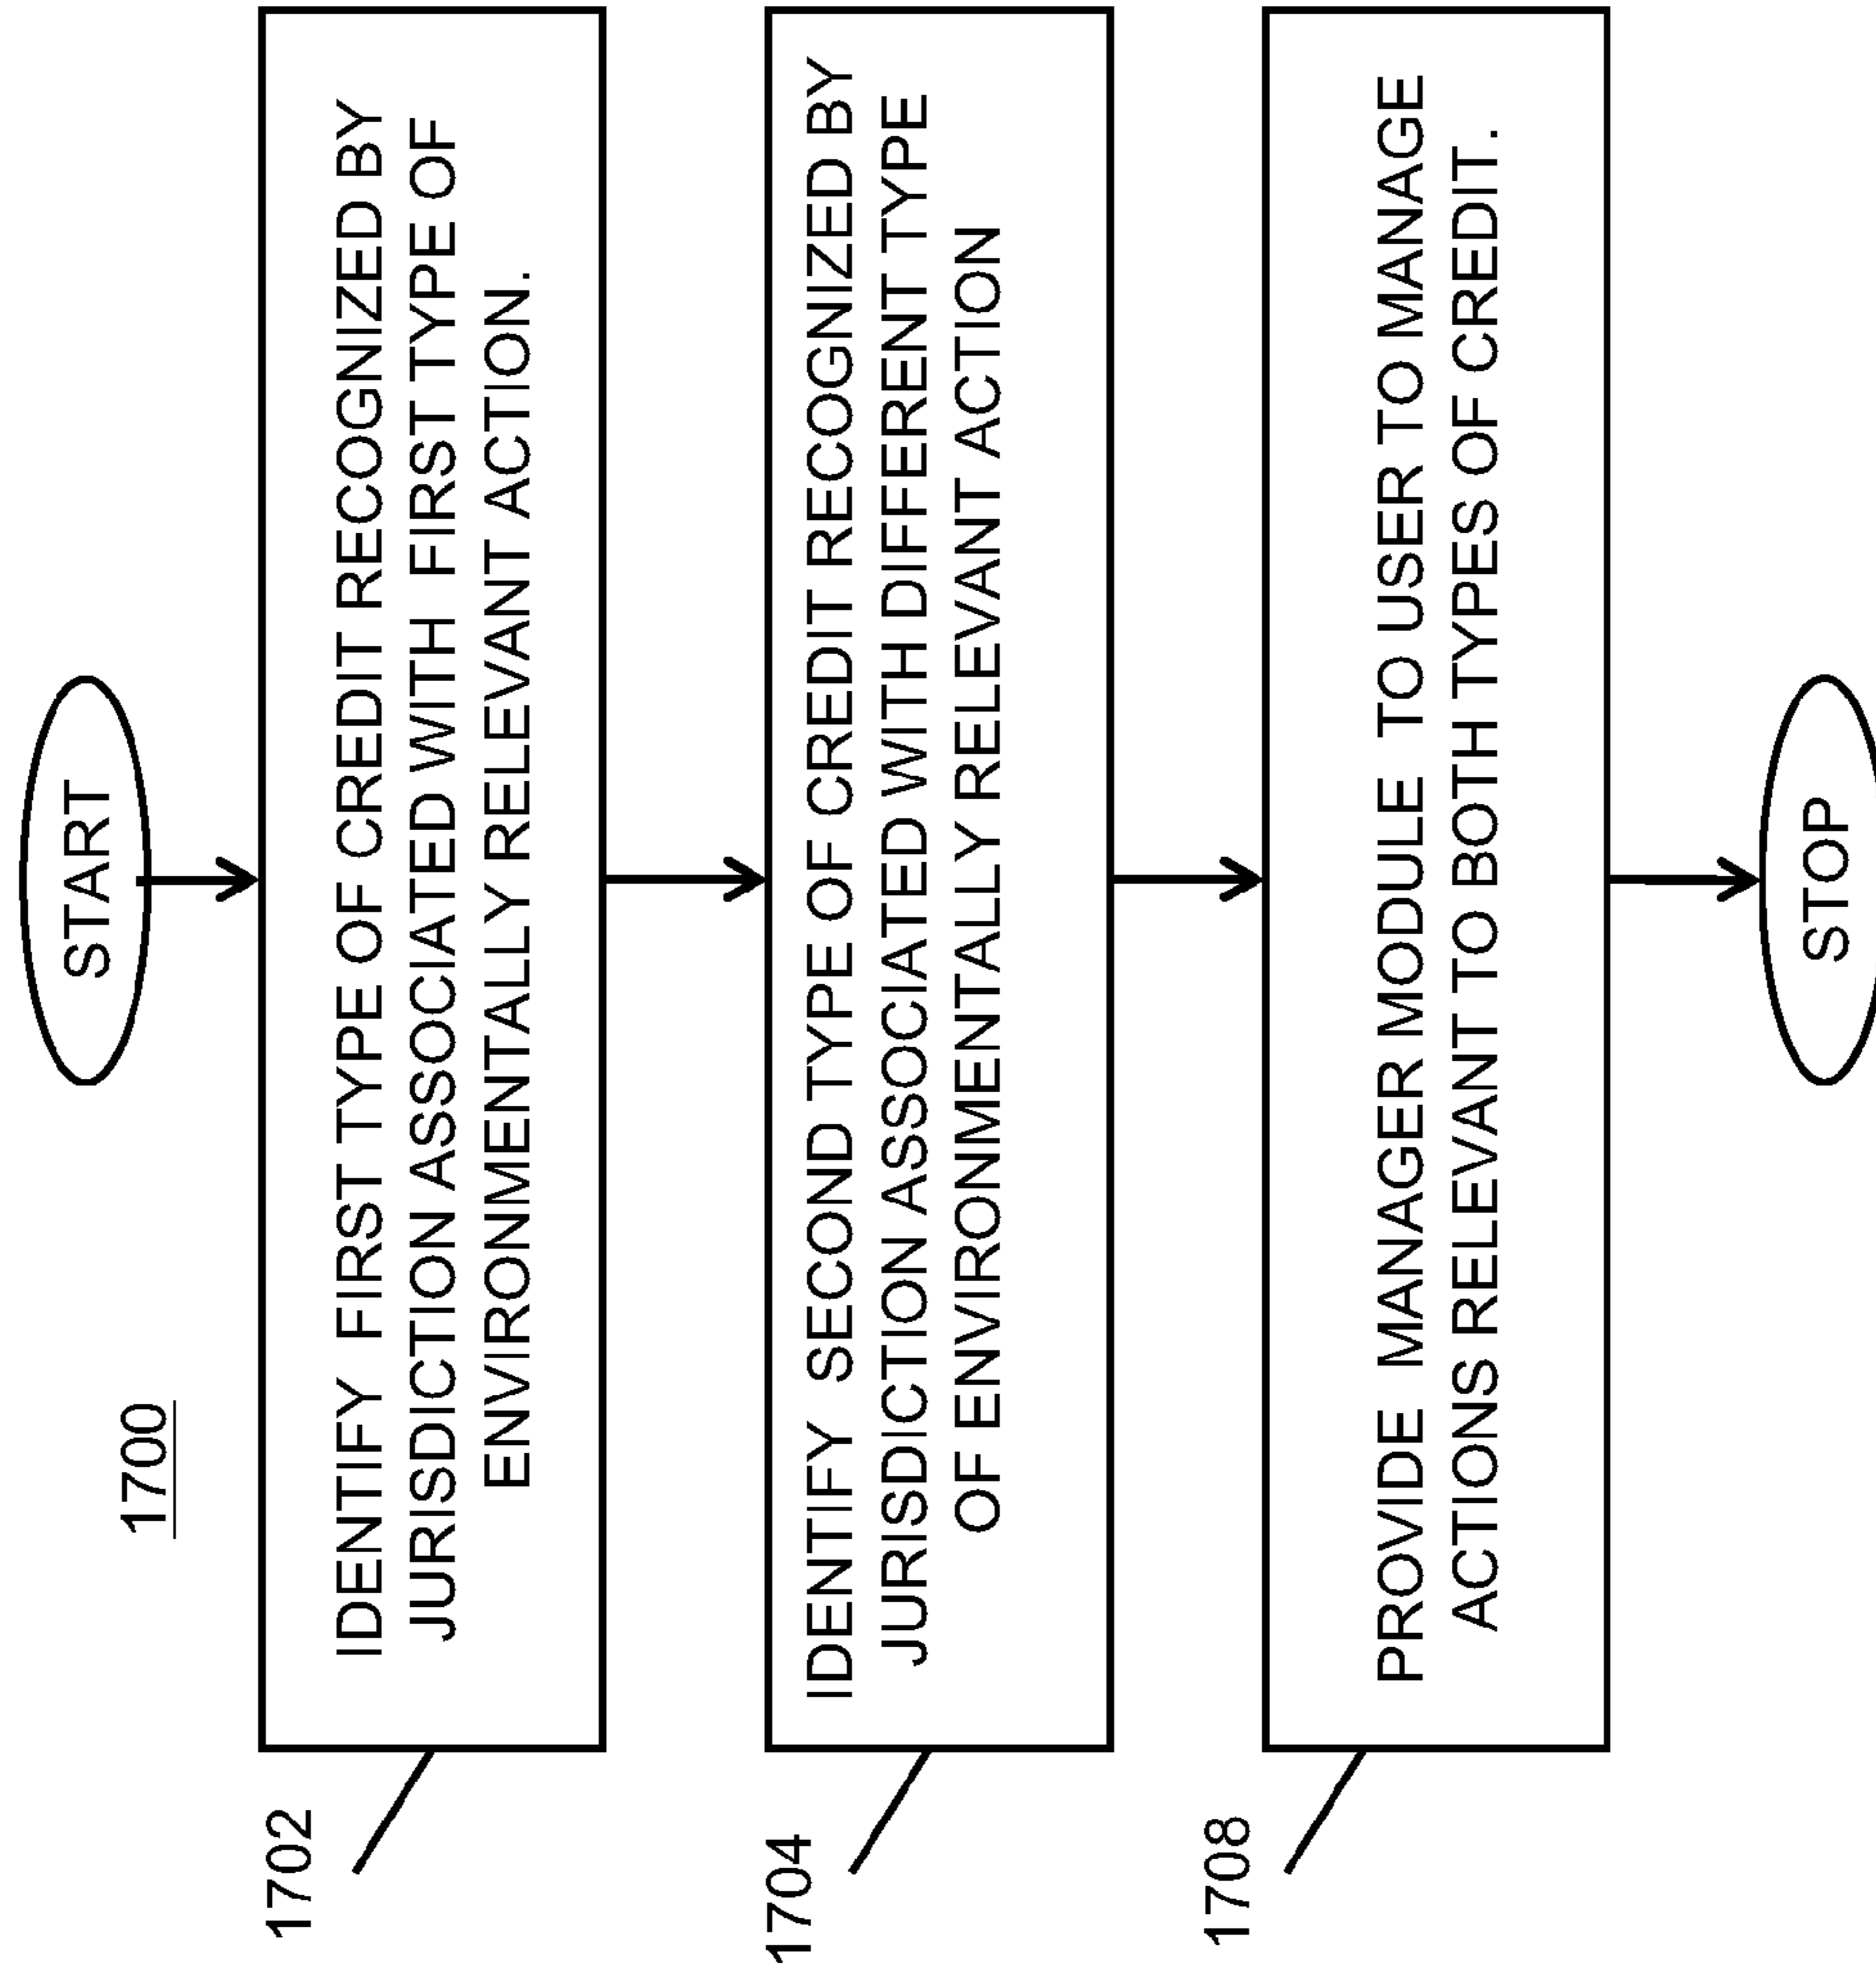 1700
START
1702
IDENTIFY FIRST TYPE OF CREDIT RECOGNIZED BY
JURISDICTION ASSOCIATED WITH FIRST TYPE OF
ENVIRONMENTALLY RELEVANT ACTION.
1704
IDENTIFY SECOND TYPE OF CREDIT RECOGNIZED BY
JURISDICTION ASSOCIATED WITH DIFFERENT TYPE
OF ENVIRONMENTALLY RELEVANT ACTION
1708
PROVIDE MANAGER MODULE TO USER TO MANAGE
ACTIONS RELEVANT TO BOTH TYPES OF CREDIT.
STOP